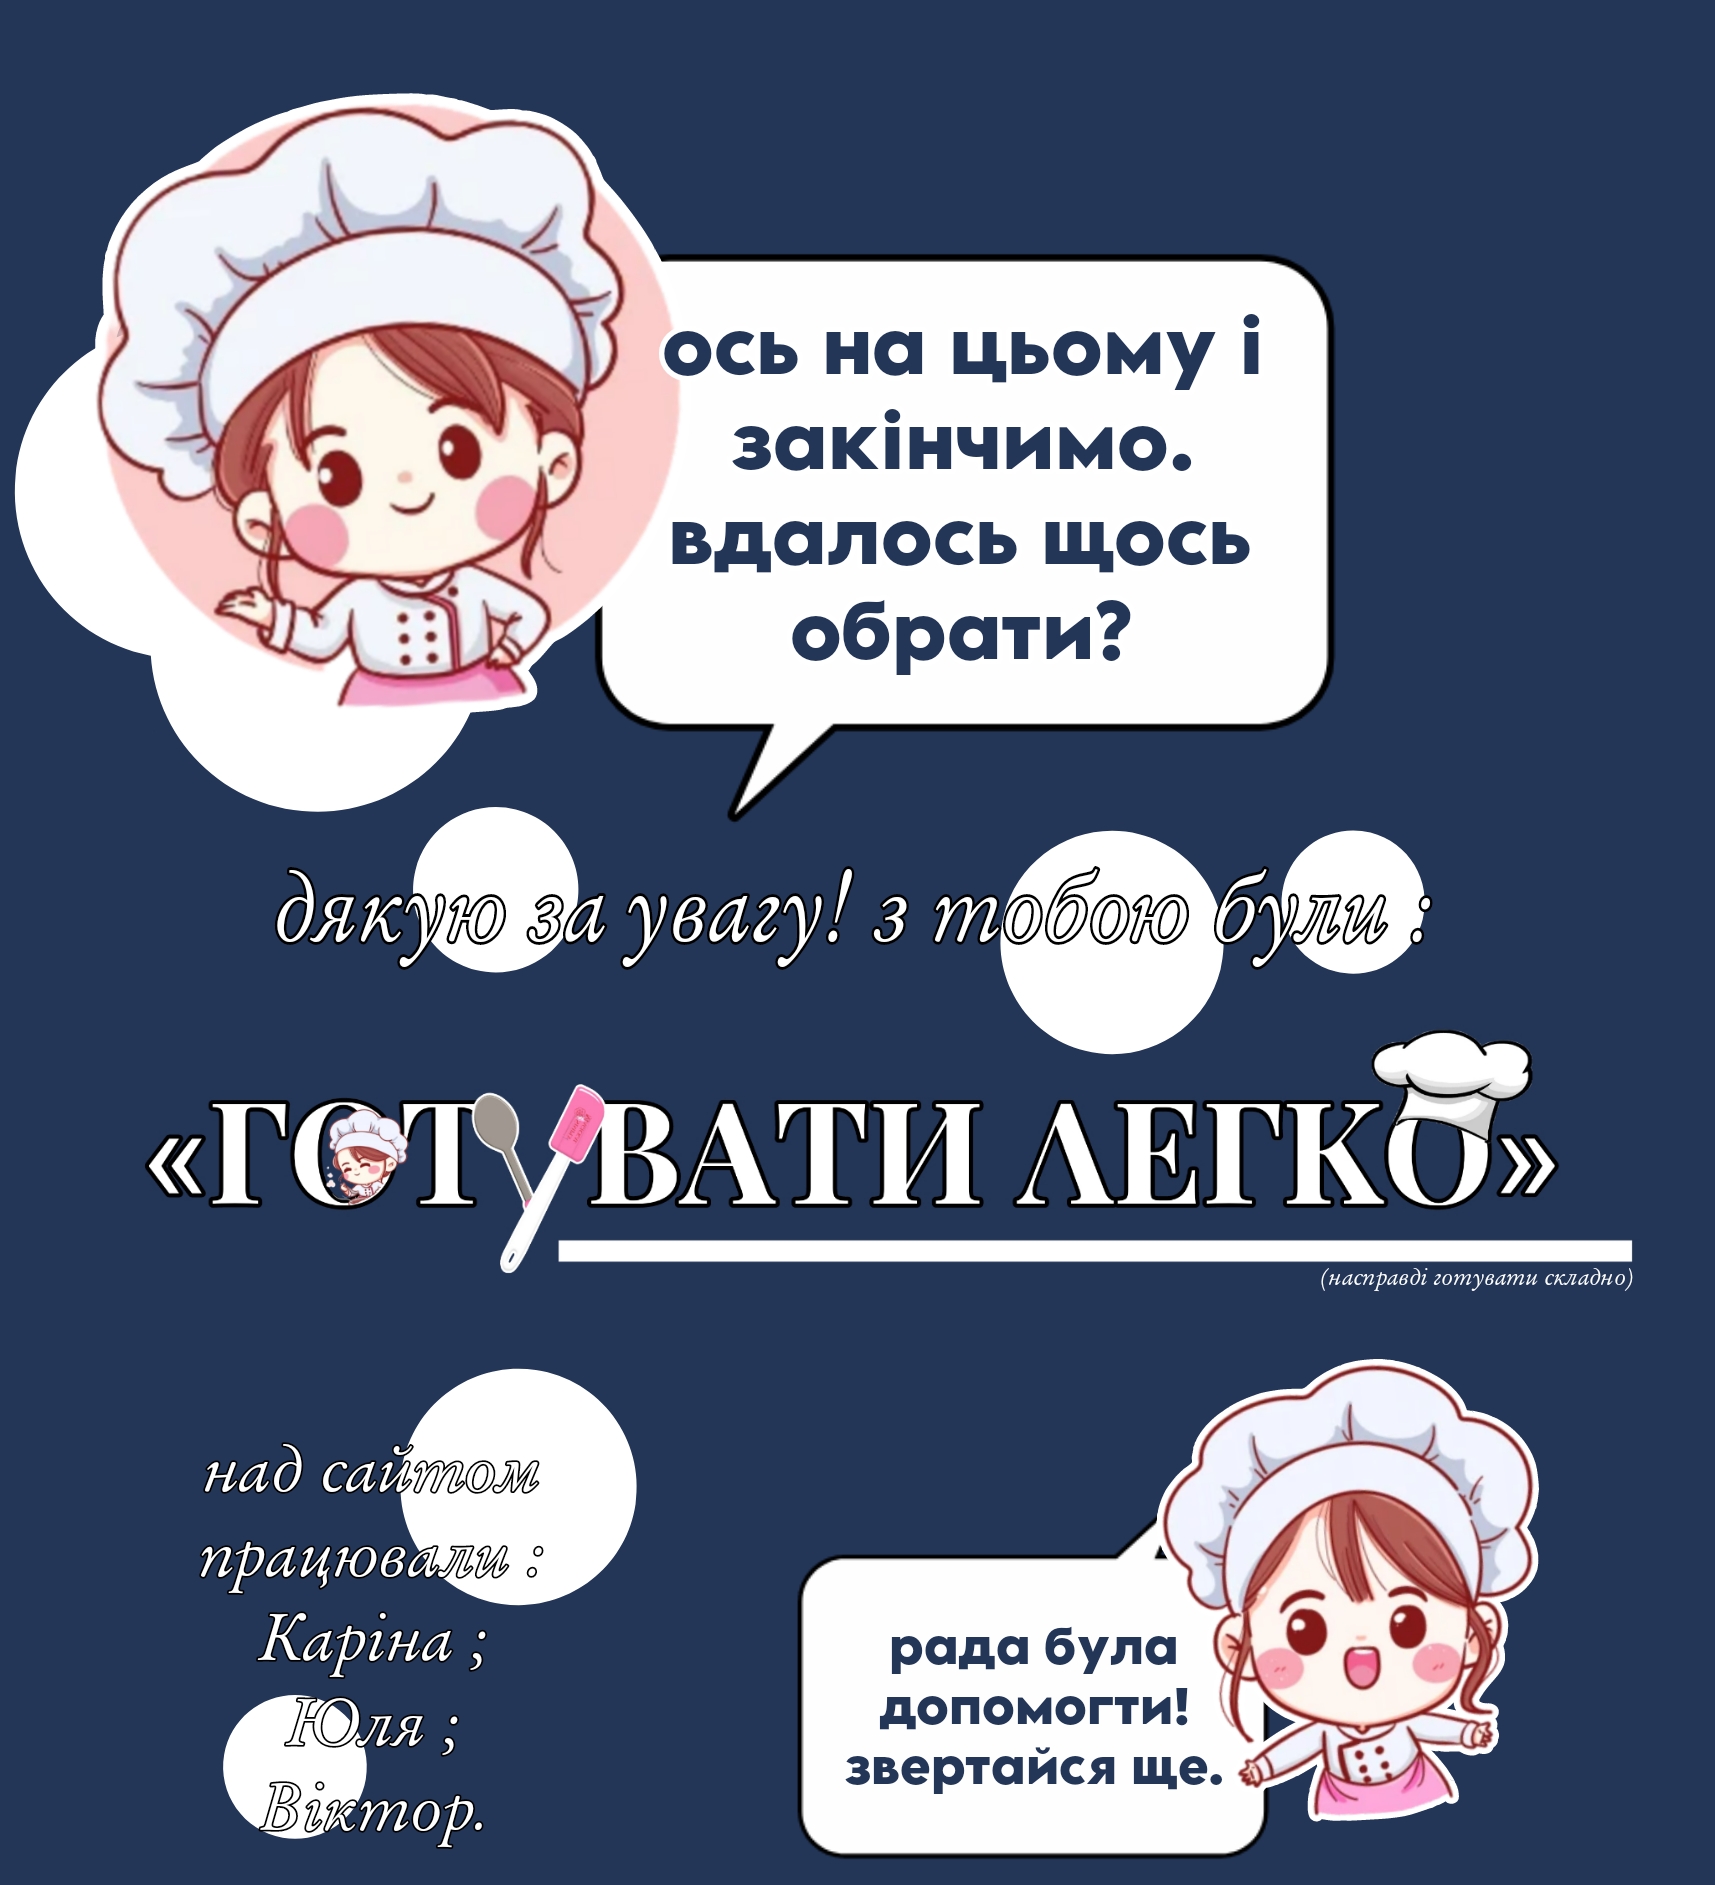 ось на цьому і
закінчимо.
вдалось щось
обрати?
дякую за увагу! з тобою були :
«ГОТУВАТИ ЛЕГКО»
(насправді готувати складно)
над сайтом
працювали :
Каріна ;
Юля ;
Віктор.
рада була
допомогти!
звертайся ще.